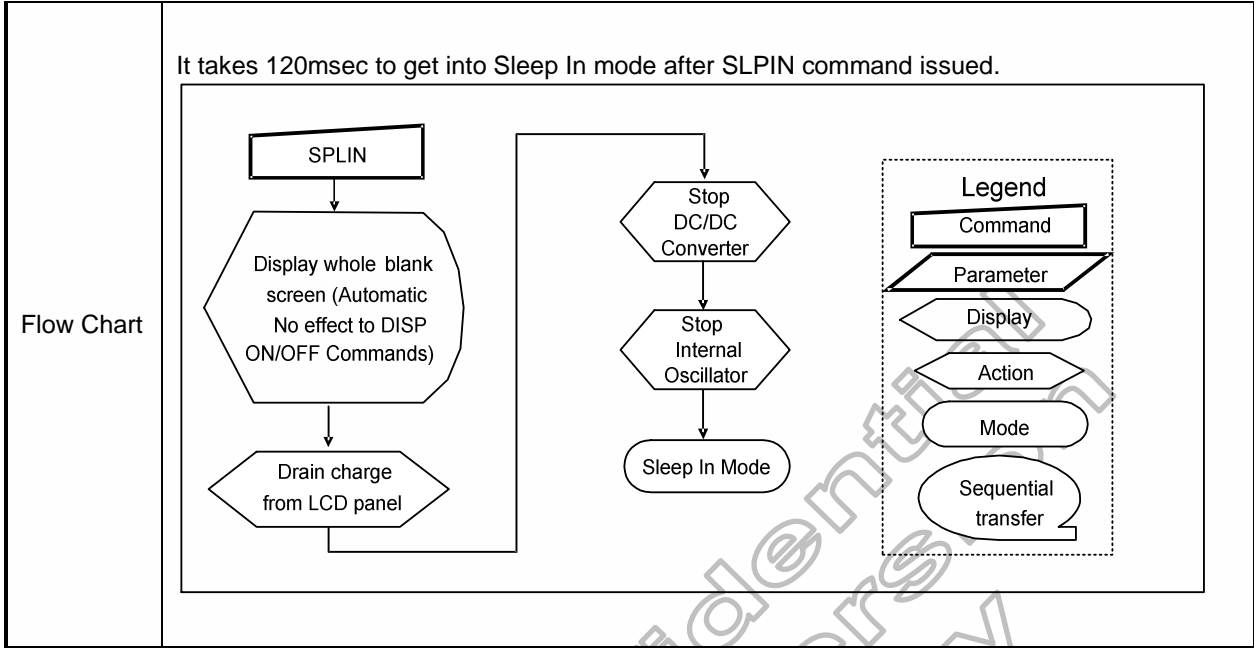 Flow Chart
It takes 120msec to get into Sleep In mode after SLPIN command issued.
SPLIN
Display whole blank
screen (Automatic
No effect to DISP
ON/OFF Commands)
Drain charge
from LCD panel
Stop
DC/DC
Converter
Stop
Internal
Oscillator
Sleep In Mode
Legend
Command
Parameter
Display
Action
Mode
Sequential
transfer